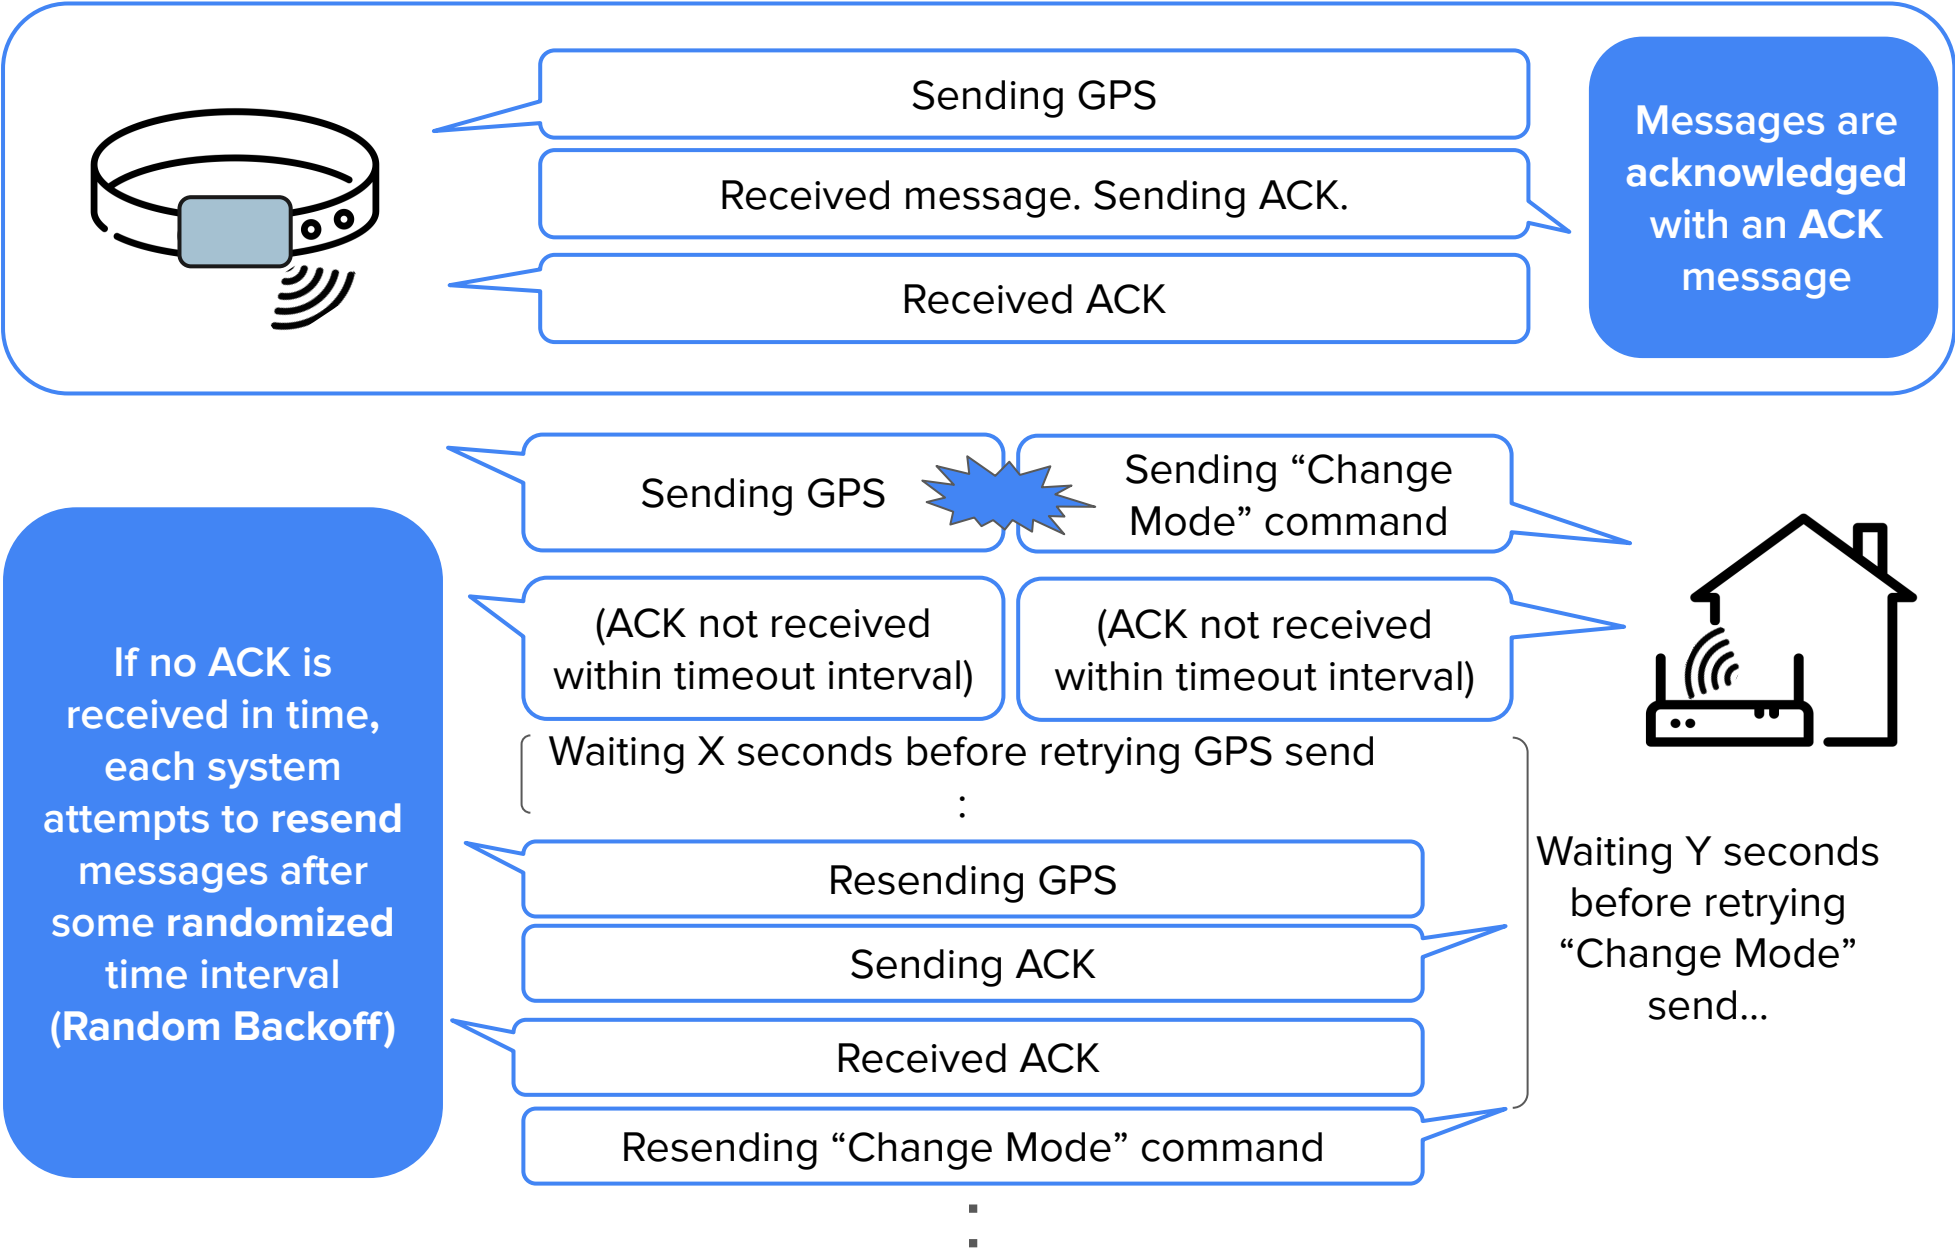 Sending GPS
Received message. Sending ACK.
Received ACK
Messages are
acknowledged
with an ACK
message
Sending GPS
Sending “Change
Mode” command
(ACK not received
within timeout interval)
(ACK not received
within timeout interval)
If no ACK is
received in time,
each system
attempts to resend
messages after
some randomized
time interval
(Random Backoff)
Waiting X seconds before retrying GPS send
:
Resending GPS
Sending ACK
Received ACK
Resending “Change Mode” command
Waiting Y seconds
before retrying
“Change Mode”
send...
: